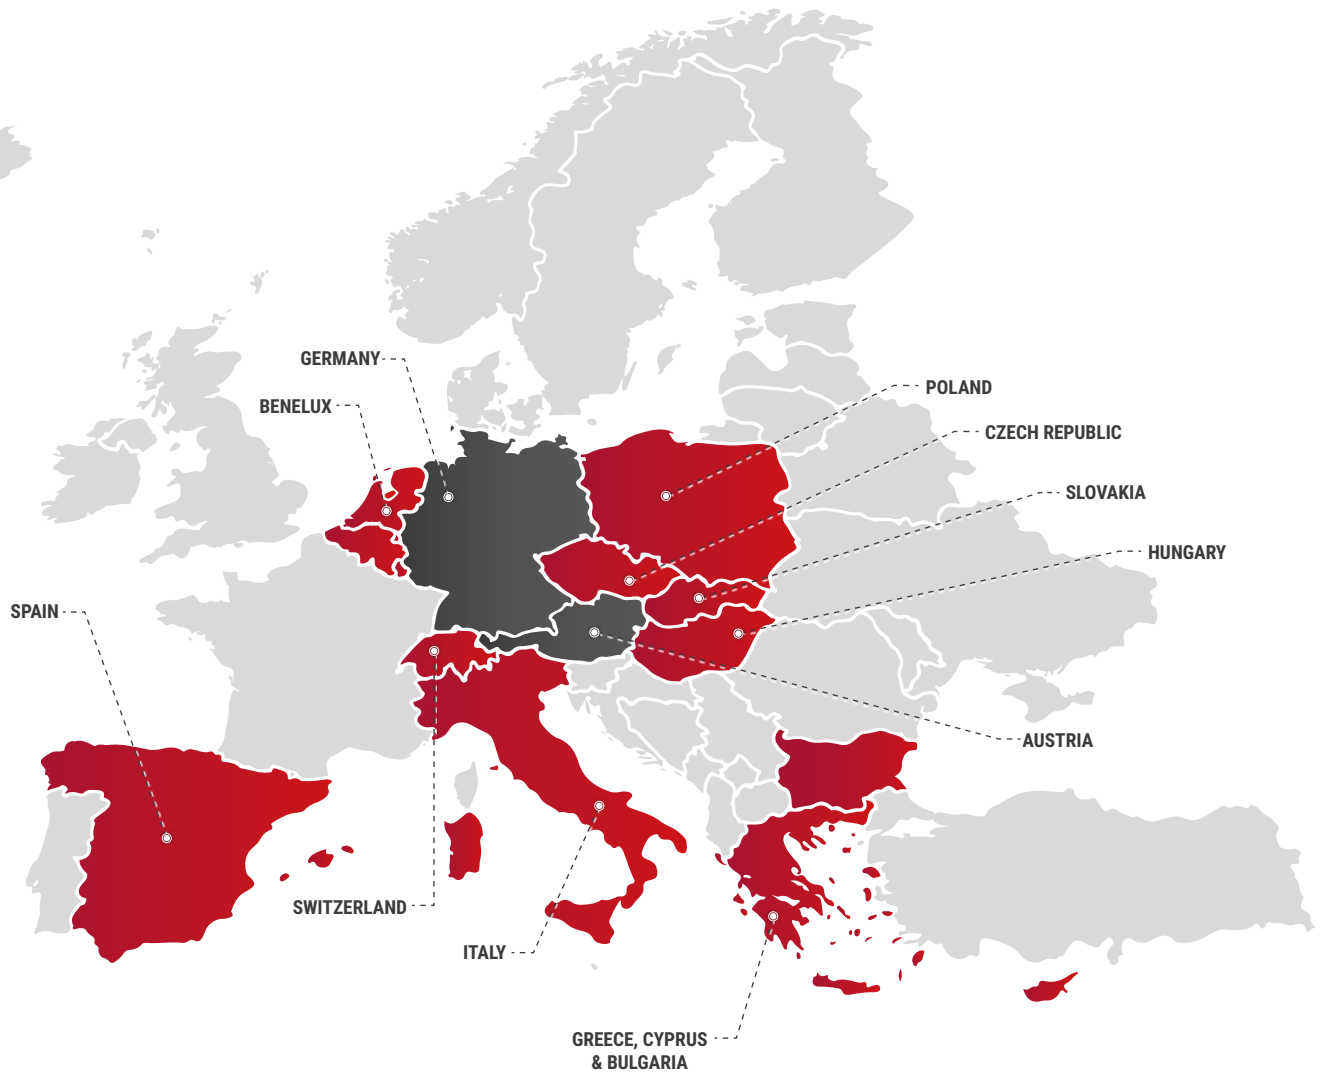 GERMANY
BENELUX
POLAND
CZECH REPUBLIC
SLOVAKIA
HUNGARY
SPAIN
AUSTRIA
SWITZERLAND
ITALY
GREECE, CYPRUS
& BULGARIA